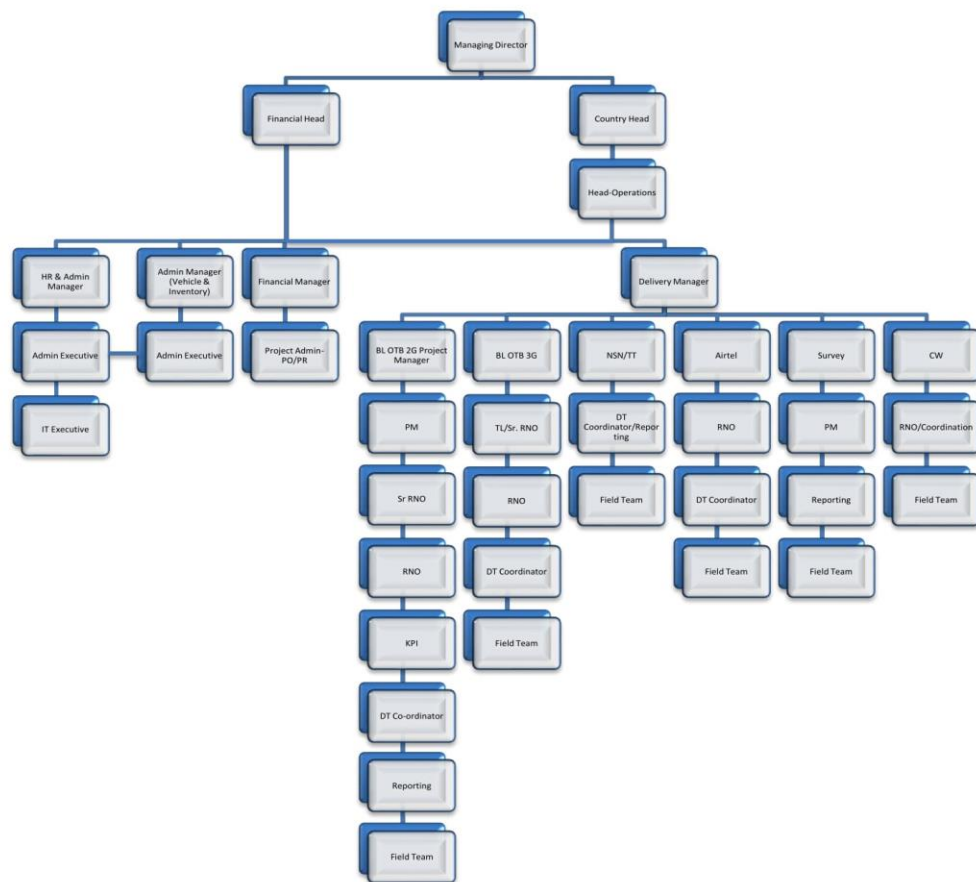 Managing Director
Financial Head
Country Head
Head-Operations
HR & Admin
Manager
Admin Manager
(Vehicle &
Inventory)
Financial Manager
Delivery Manager
Admin Executive
Admin Executive
Project Admin-
PO/PR
BL OTB 2G Project
Manager
BL OTB 3G
NSN/TT
Airtel
Survey
CW
IT Executive
PM
TL/Sr. RNO
DT
Coordinator/Repor
ting
RNO
PM
RNO/Coordination
Sr RNO
RNO
Field Team
DT Coordinator
Reporting
Field Team
RNO
DT Coordinator
Field Team
Field Team
KPI
Field Team
DT Co-ordinator
Reporting
Field Team